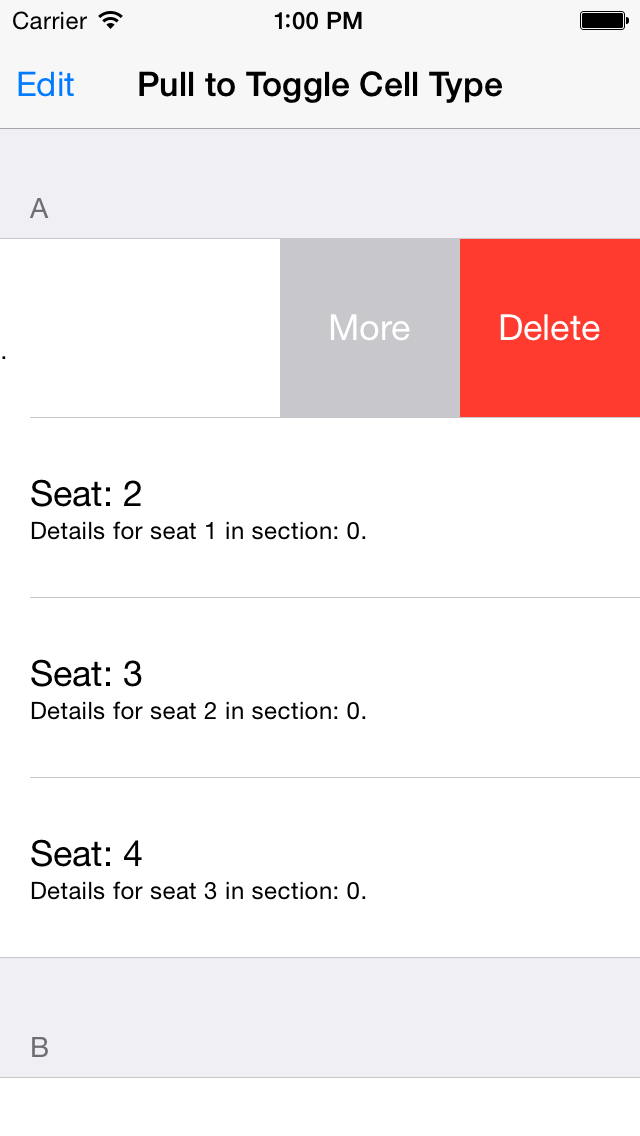 Carrier 1:00 PM
Edit Pull to Toggle Cell Type
A
. More Delete
Seat: 2
Details for seat 1 in section: 0.
Seat: 3
Details for seat 2 in section: 0.
Seat: 4
Details for seat 3 in section: 0.
B